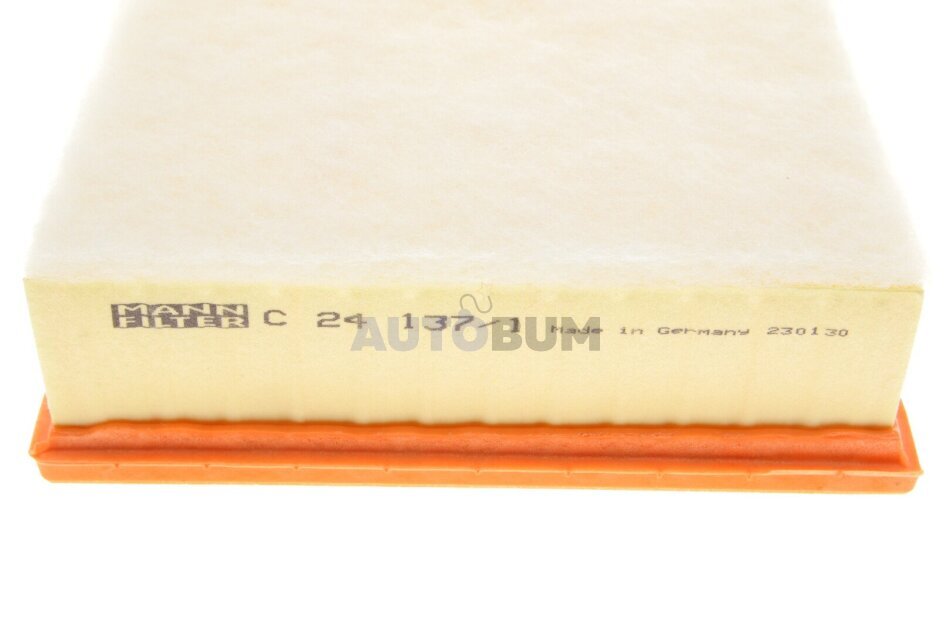 MANN
FILTER C 24 137/1 Made in Germany 230130
AUTOBUM